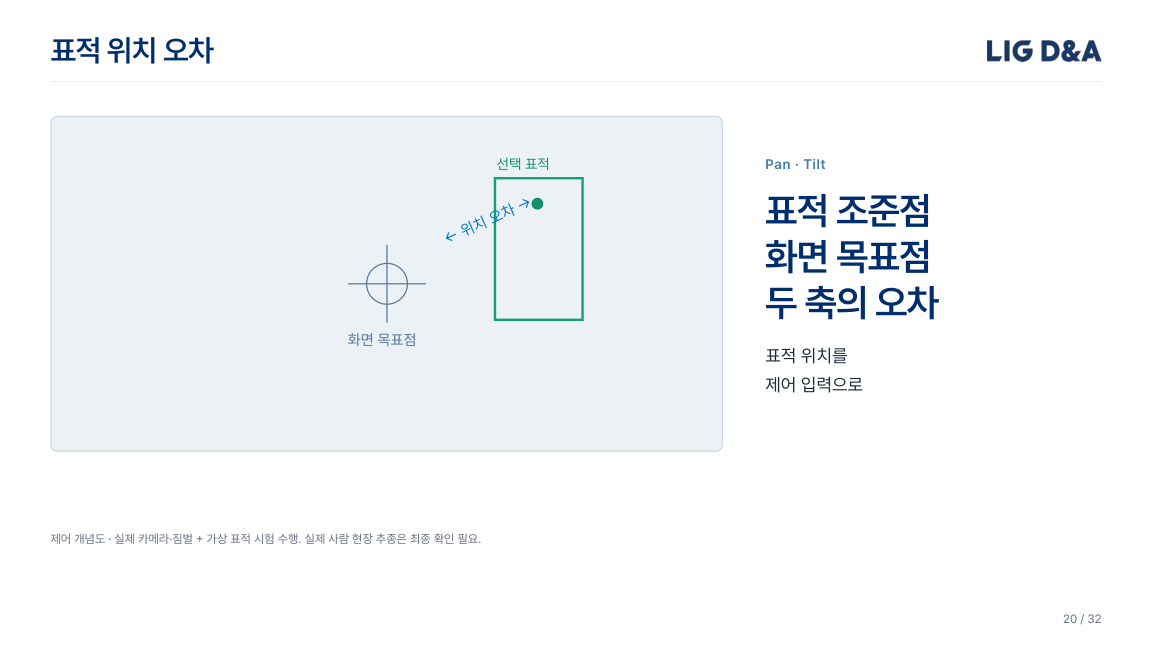 표적 위치 오차
LIG D&A
선택 표적
← 위치 오차 →
화면 목표점
Pan · Tilt
표적 조준점
화면 목표점
두 축의 오차
표적 위치를
제어 입력으로
제어 개념도 · 실제 카메라·짐벌 + 가상 표적 시험 수행. 실제 사람 현장 추종은 최종 확인 필요.
20 / 32